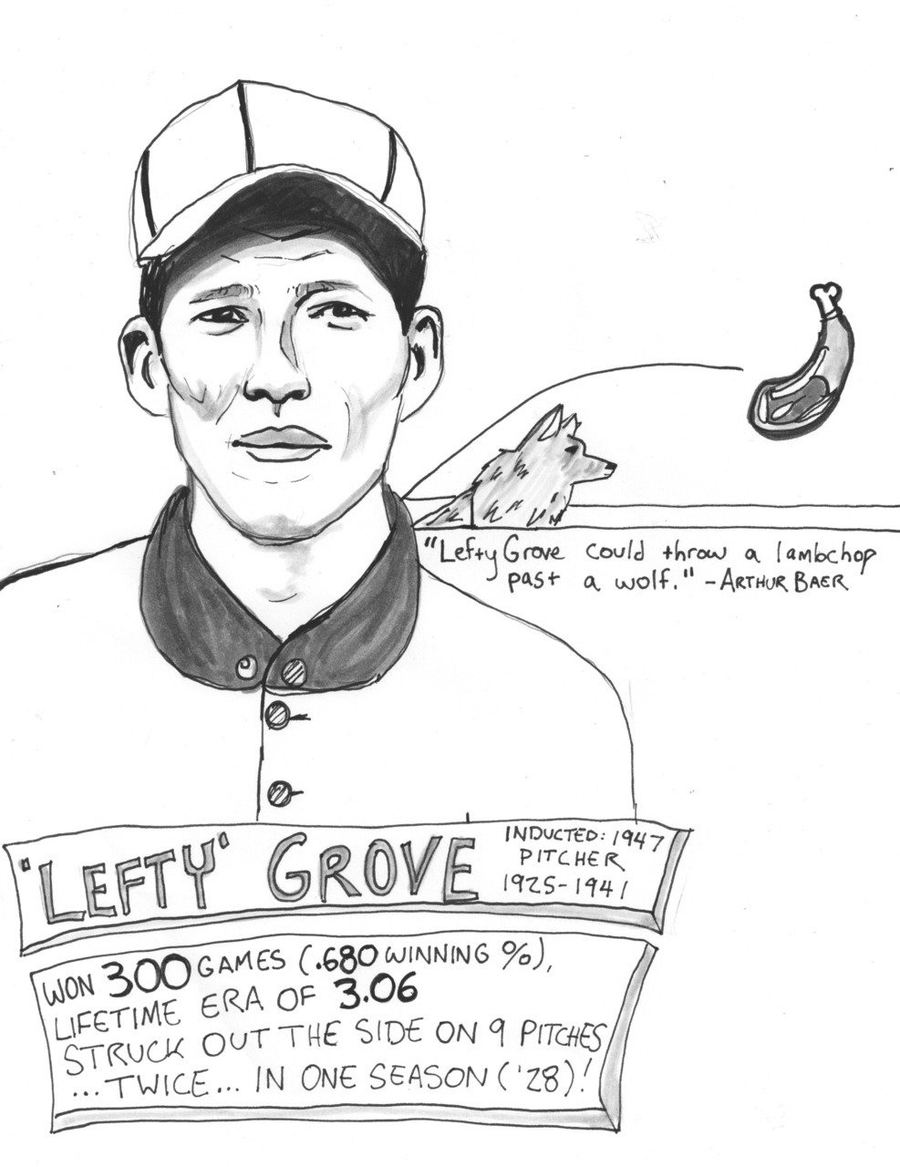 "Lefty Grove could throw a lambchop
past a wolf." - ARTHUR BAER
"LEFTY" GROVE
INDUCTED: 1947
PITCHER
1925-1941
WON 300 GAMES (.680 WINNING %),
LIFETIME ERA OF 3.06
STRUCK OUT THE SIDE ON 9 PITCHES
...TWICE... IN ONE SEASON ('28)!